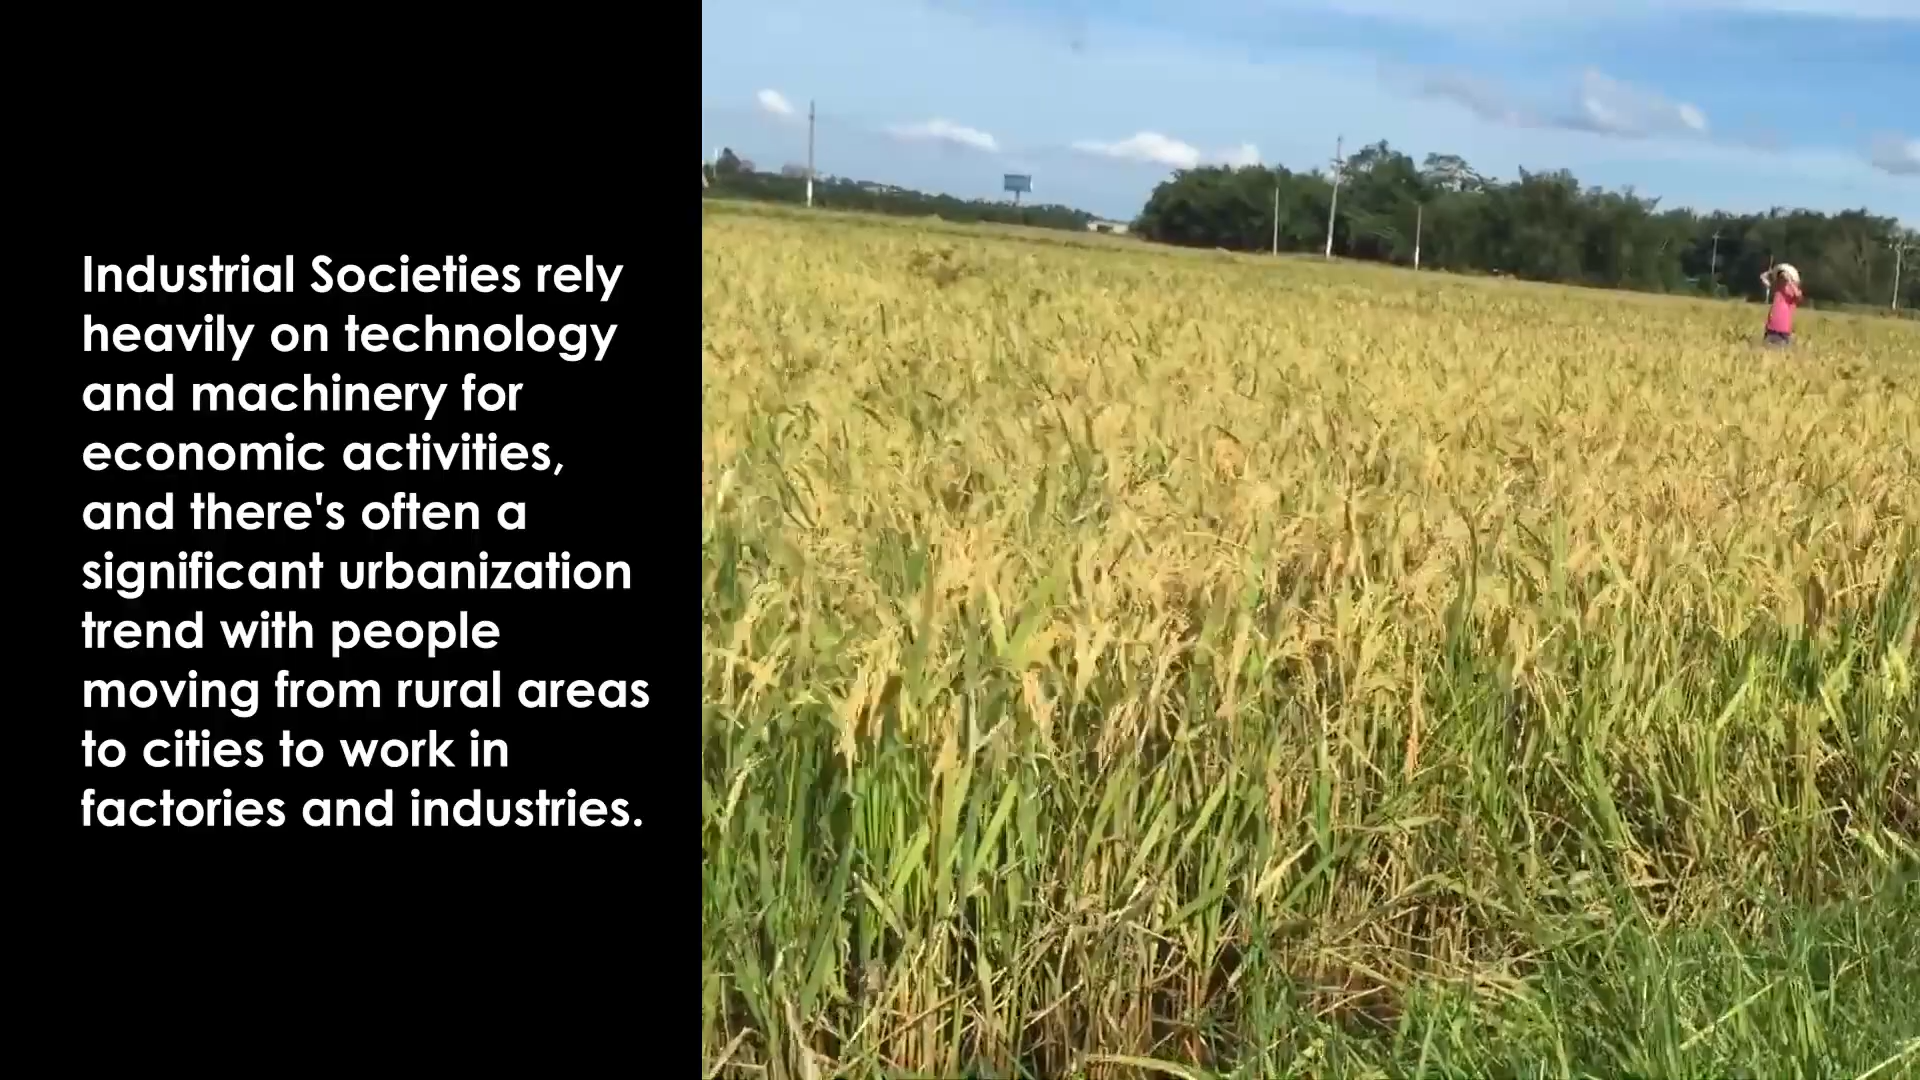 Industrial Societies rely
heavily on technology
and machinery for
economic activities,
and there's often a
significant urbanization
trend with people
moving from rural areas
to cities to work in
factories and industries.